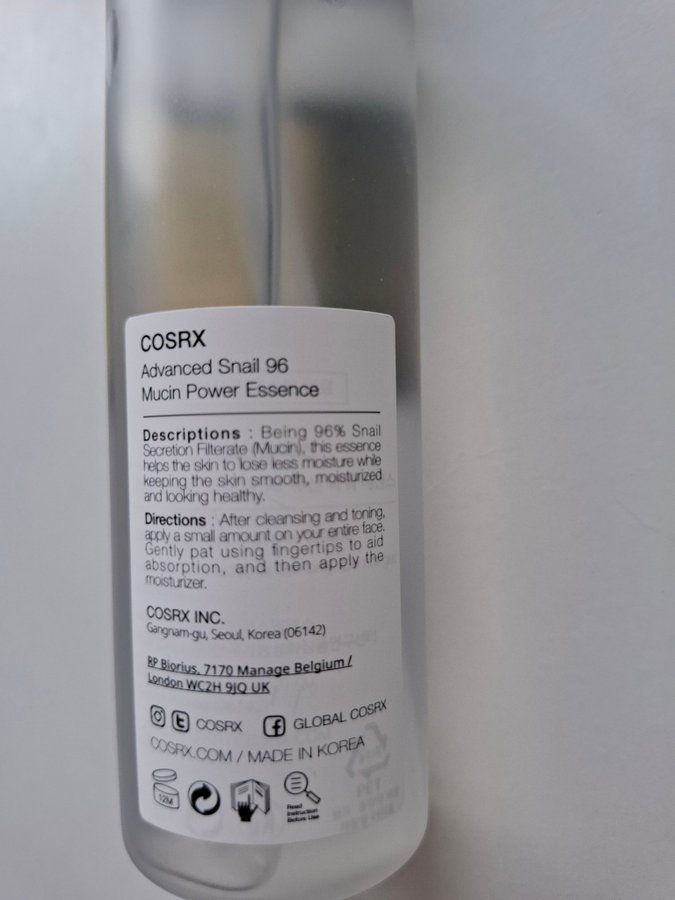 COSRX
Advanced Snail 96
Mucin Power Essence
Descriptions : Being 96% Snail
Secretion Filterate (Mucin), this essence
helps the skin to lose less moisture while
keeping the skin smooth, moisturized
and looking healthy.
Directions : After cleansing and toning,
apply a small amount on your entire face.
Gently pat using fingertips to aid
absorption, and then apply the
moisturizer.
COSRX INC.
Gangnam-gu, Seoul, Korea (06142)
RP Biorius, 7170 Manage Belgium /
London WC2H 9JQ UK
COSRX GLOBAL COSRX
COSRX.COM / MADE IN KOREA
12M
Read
Instruction
Before Use
PET